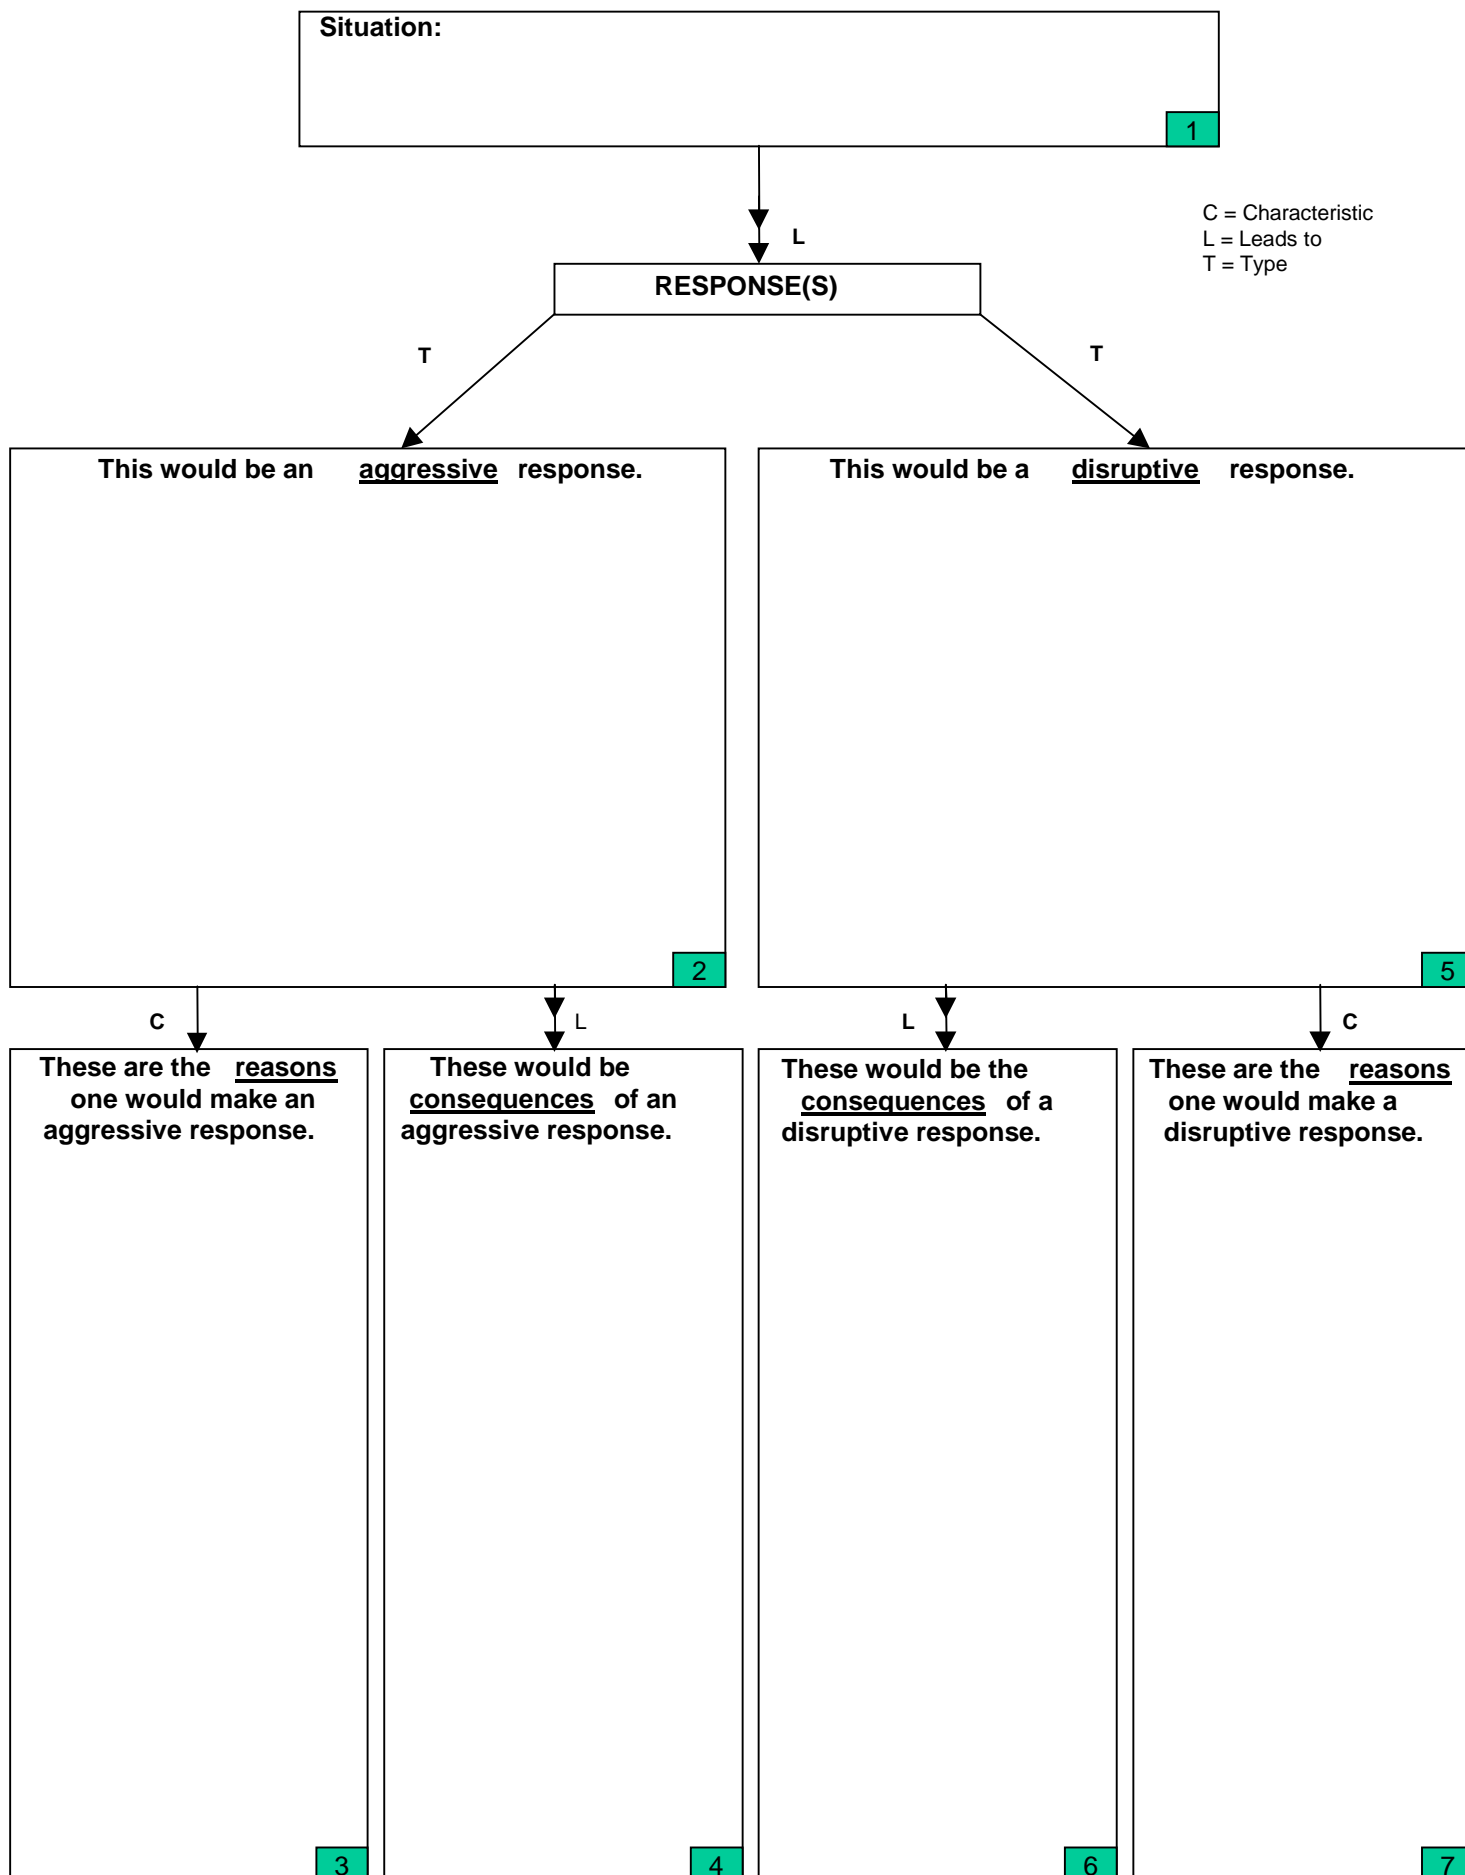 Situation:
1
L
C = Characteristic
L = Leads to
T = Type
RESPONSE(S)
T
T
This would be an aggressive response.
2
This would be a disruptive response.
5
C
L
L
C
These are the reasons
one would make an
aggressive response.
3
These would be
consequences of an
aggressive response.
4
These would be the
consequences of a
disruptive response.
6
These are the reasons
one would make a
disruptive response.
7